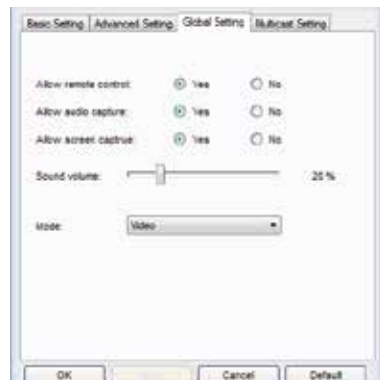 Basic Setting Advanced Setting Global Setting Multicast Setting
Allow remote control: Yes No
Allow audio capture: Yes No
Allow screen captrue: Yes No
Sound volume: 20 %
Mode: Video
OK Cancel Default